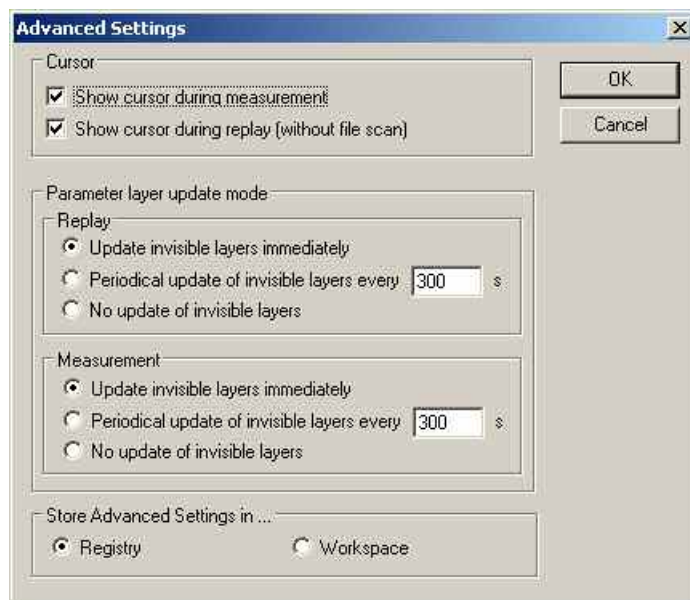 Advanced Settings
Cursor
OK
Show cursor during measurement
Show cursor during replay (without file scan)
Cancel
Parameter layer update mode
Replay
Update invisible layers immediately
Periodical update of invisible layers every 300 s
No update of invisible layers
Measurement
Update invisible layers immediately
Periodical update of invisible layers every 300 s
No update of invisible layers
Store Advanced Settings in ...
Registry Workspace